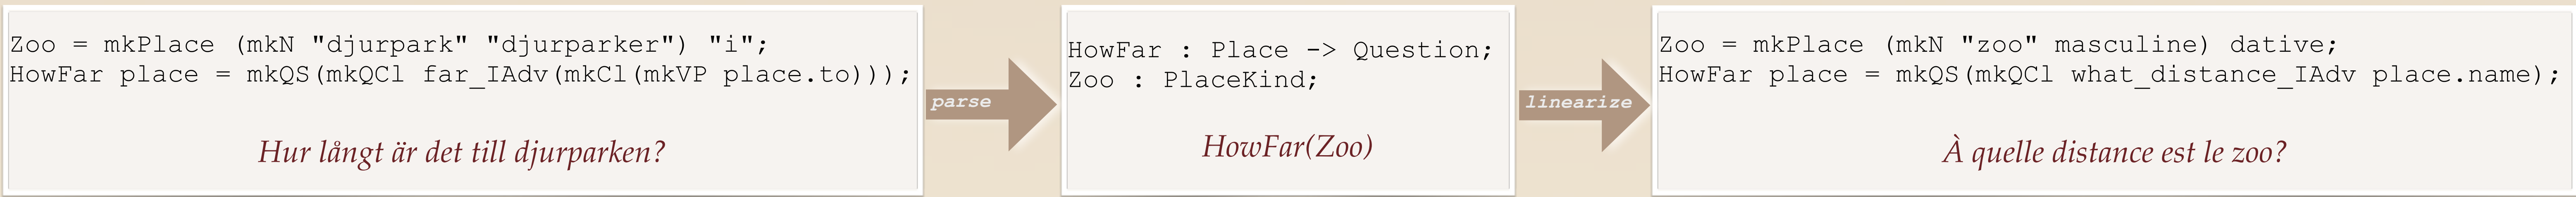 Zoo = mkPlace (mkN "djurpark" "djurparker") "i";
HowFar place = mkQS(mkQCl far_IAdv(mkCl(mkVP place.to)));
Hur långt är det till djurparken?
parse
HowFar : Place -> Question;
Zoo : PlaceKind;
HowFar(Zoo)
linearize
Zoo = mkPlace (mkN "zoo" masculine) dative;
HowFar place = mkQS(mkQCl what_distance_IAdv place.name);
À quelle distance est le zoo?